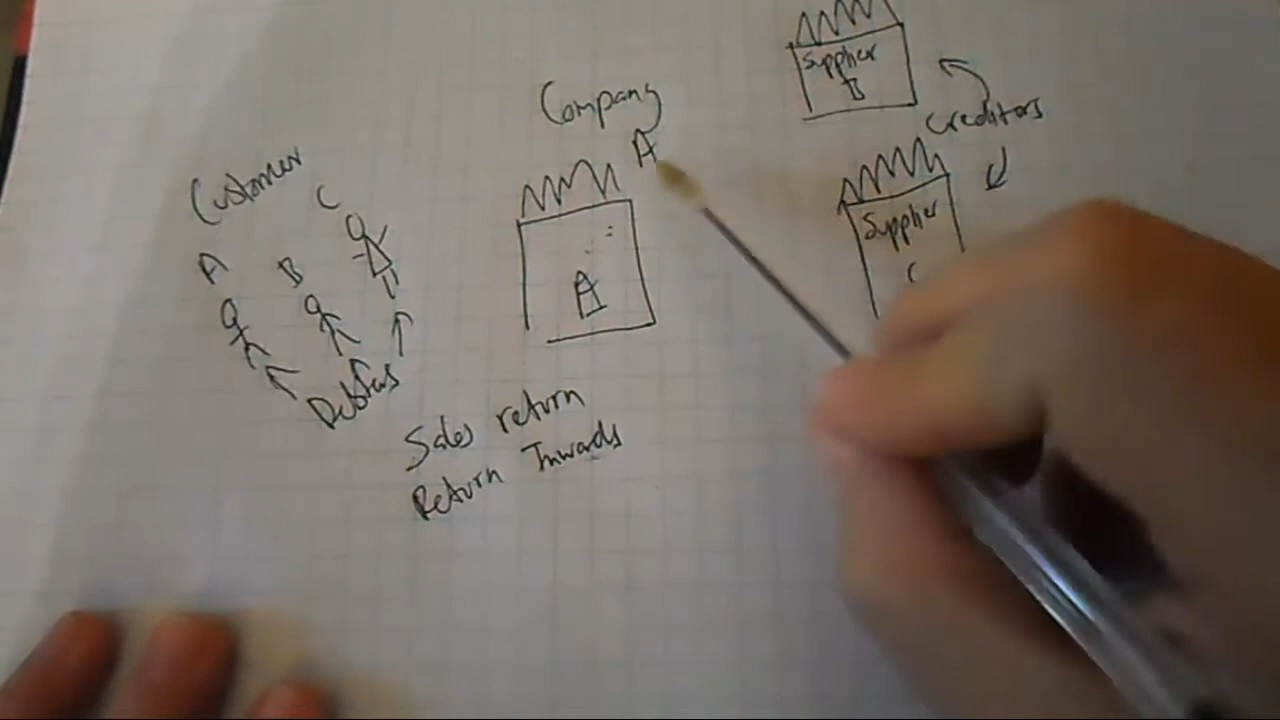 Supplier
B
Company
A
Creditors
Customer
C
A
B
Supplier
C
A
Debtors
Sales return
Return Inwards